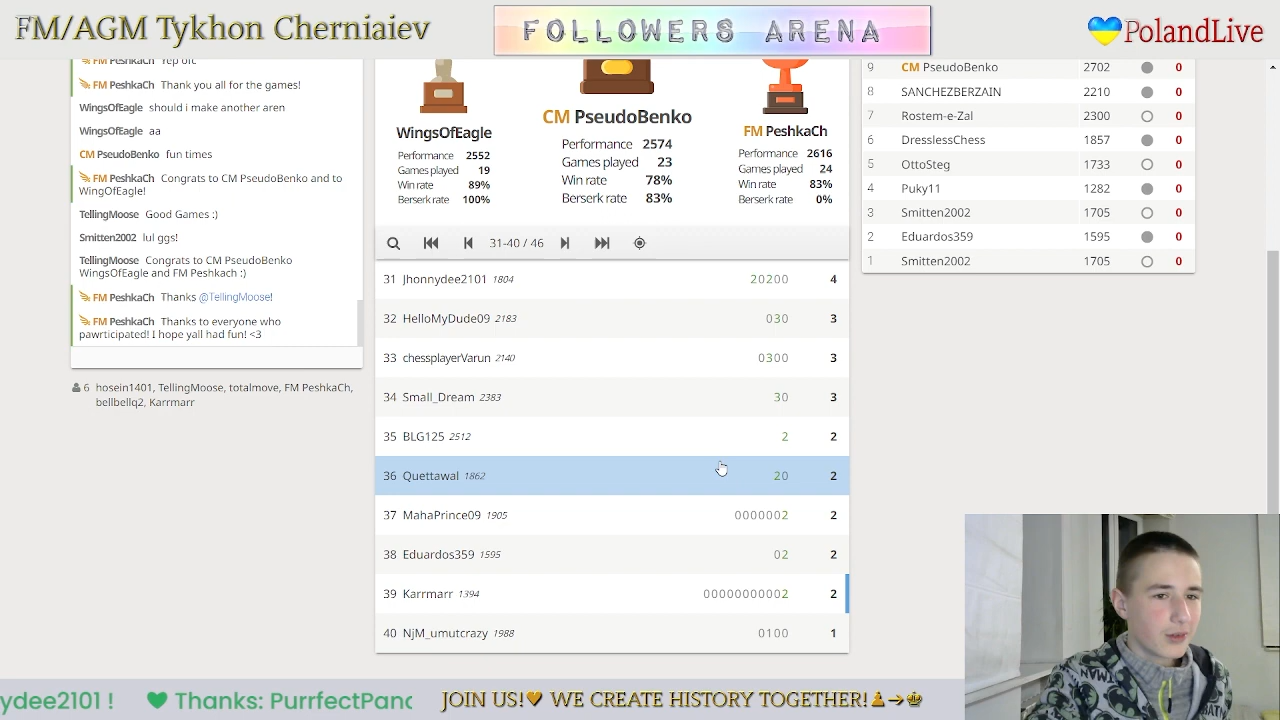 FM/AGM Tykhon Cherniaiev
FOLLOWERS ARENA
PolandLive
FM PeshkaCh Yep ofc
FM PeshkaCh Thank you all for the games!
WingsOfEagle should i make another aren
WingsOfEagle aa
CM PseudoBenko fun times
FM PeshkaCh Congrats to CM PseudoBenko and to
WingOfEagle!
TellingMoose Good Games :)
Smitten2002 lul ggs!
TellingMoose Congrats to CM PseudoBenko
WingsOfEagle and FM Peshkach :)
FM PeshkaCh Thanks @TellingMoose!
FM PeshkaCh Thanks to everyone who
pawrticipated! I hope yall had fun! <3
6 hosein1401, TellingMoose, totalmove, FM PeshkaCh,
bellbellq2, Karrmarr
WingsOfEagle
Performance 2552
Games played 19
Win rate 89%
Berserk rate 100%
CM PseudoBenko
Performance 2574
Games played 23
Win rate 78%
Berserk rate 83%
FM PeshkaCh
Performance 2616
Games played 24
Win rate 83%
Berserk rate 0%
31-40 / 46
31 Jhonnydee2101 1804 20200 4
32 HelloMyDude09 2183 030 3
33 chessplayerVarun 2140 0300 3
34 Small_Dream 2383 30 3
35 BLG125 2512 2 2
36 Quettawal 1862 20 2
37 MahaPrince09 1905 0000002 2
38 Eduardos359 1595 02 2
39 Karrmarr 1394 00000000002 2
40 NjM_umutcrazy 1988 0100 1
9 CM PseudoBenko 2702 0
8 SANCHEZBERZAIN 2210 0
7 Rostem-e-Zal 2300 0
6 DresslessChess 1857 0
5 OttoSteg 1733 0
4 Puky11 1282 0
3 Smitten2002 1705 0
2 Eduardos359 1595 0
1 Smitten2002 1705 0
ydee2101 ! Thanks: PurrfectPanc
JOIN US! WE CREATE HISTORY TOGETHER!